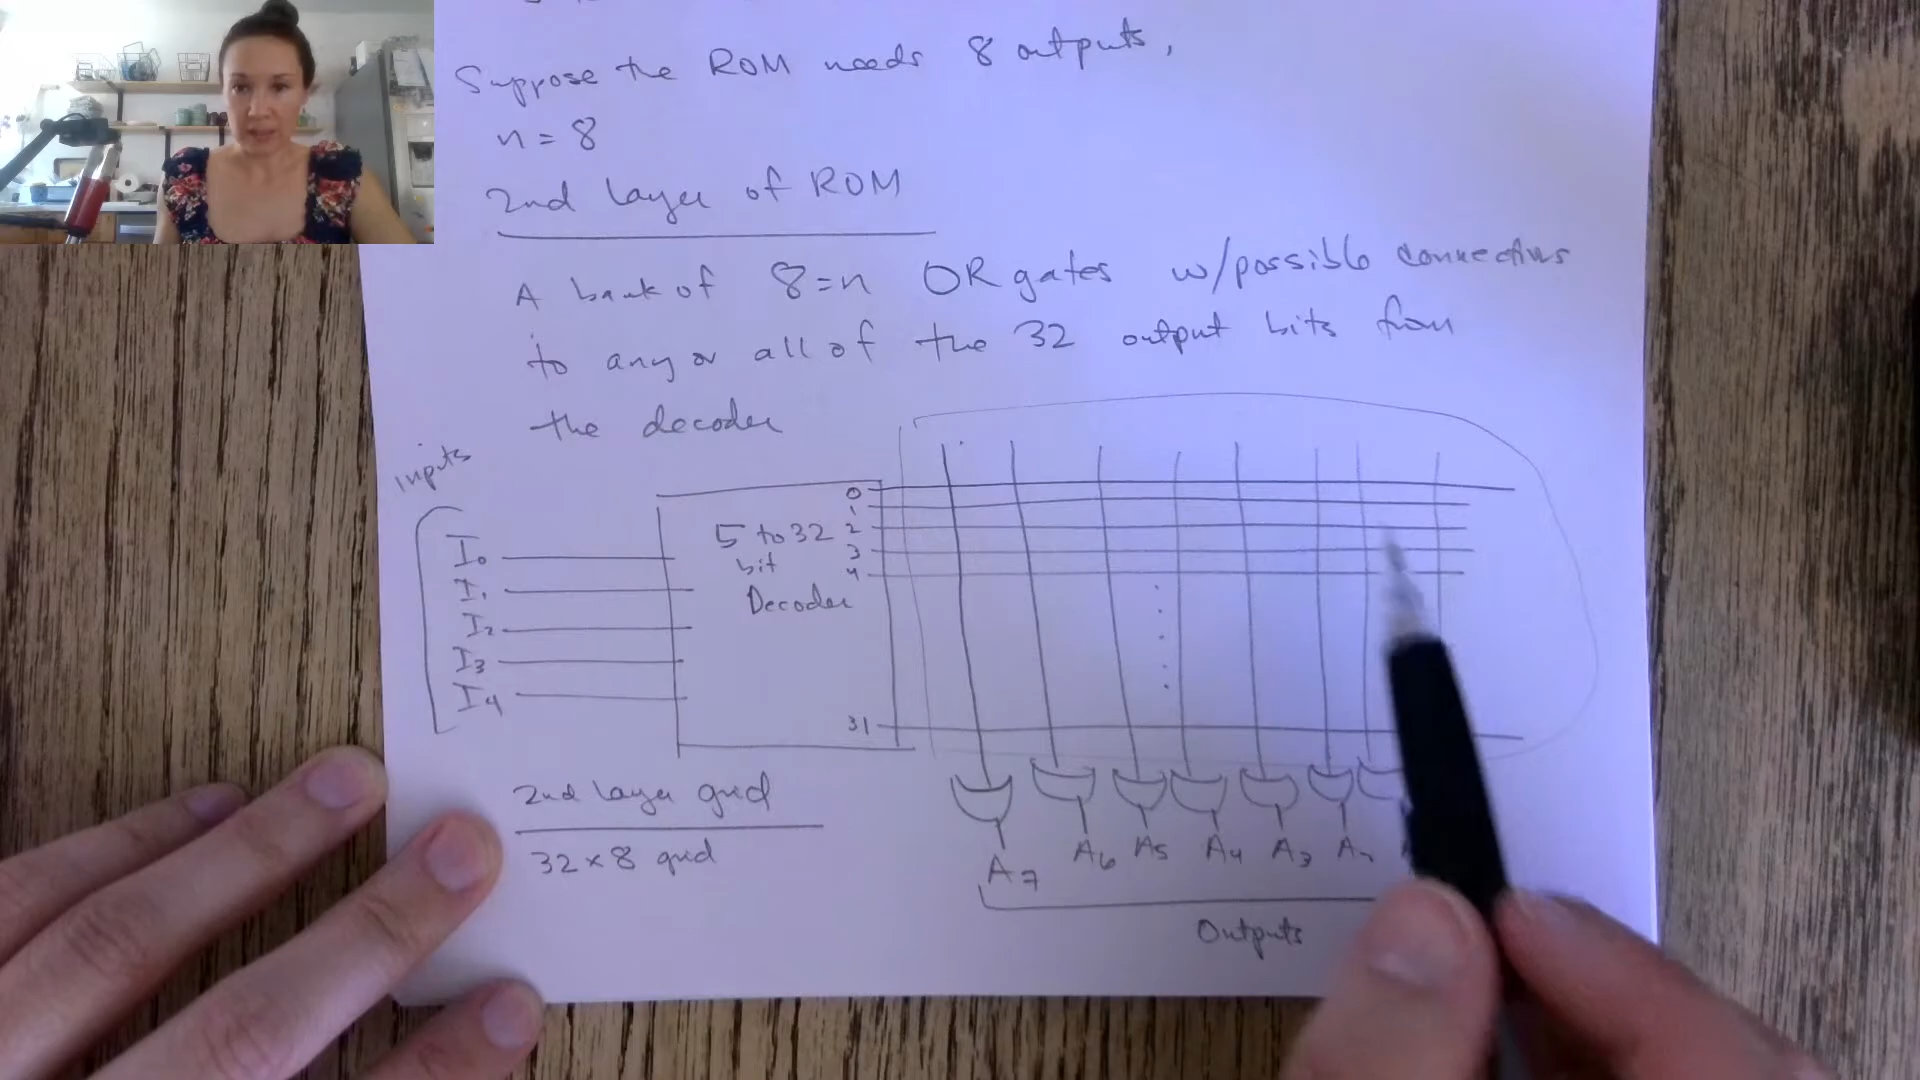 Suppose the ROM needs 8 outputs,
n = 8
2nd layer of ROM
A bank of 8=n OR gates w/possible connections
to any or all of the 32 output bits from
the decoder
inputs
I0
I1
I2
I3
I4
5 to 32
bit
Decoder
0
1
2
3
4
31
2nd layer grid
32 x 8 grid
A7 A6 A5 A4 A3 A2
Outputs